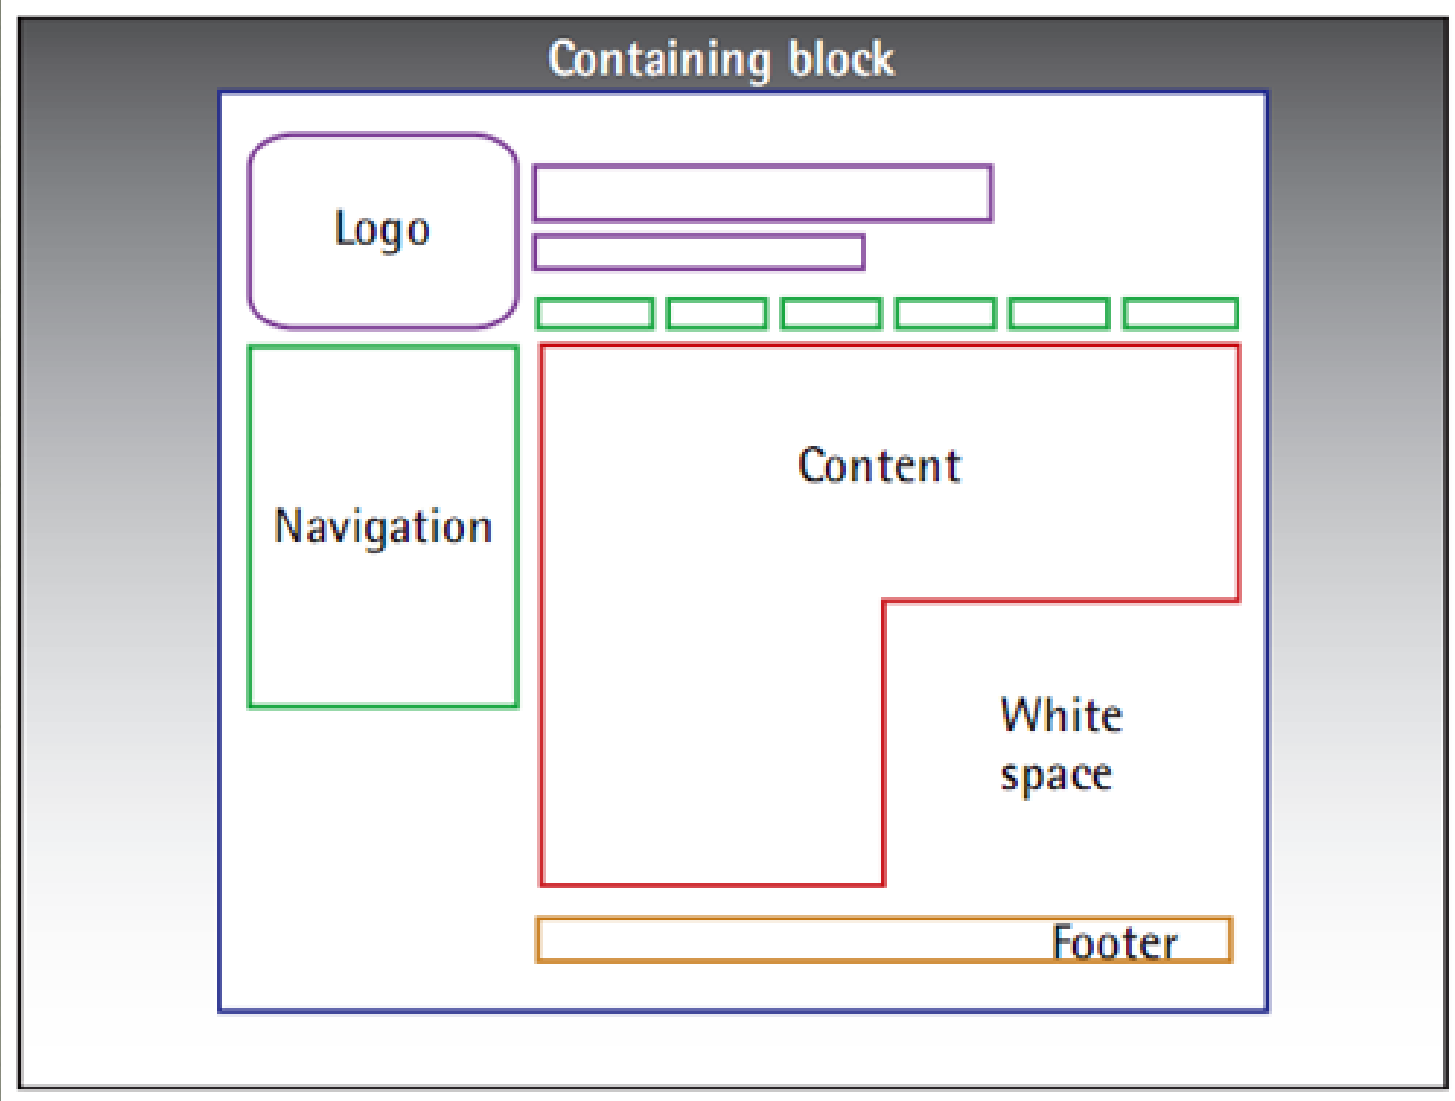 Containing block
Logo
Content
Navigation
White
space
Footer